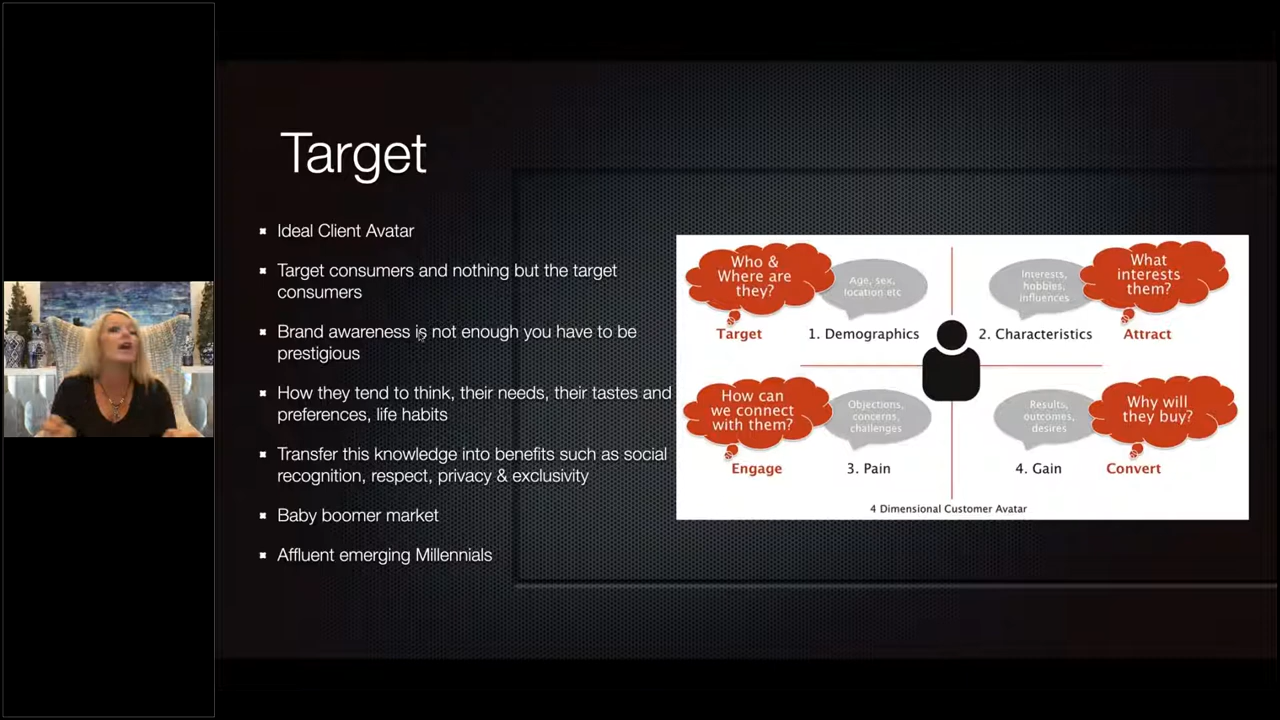 Target
Ideal Client Avatar
Target consumers and nothing but the target
consumers
Brand awareness is not enough you have to be
prestigious
How they tend to think, their needs, their tastes and
preferences, life habits
Transfer this knowledge into benefits such as social
recognition, respect, privacy & exclusivity
Baby boomer market
Affluent emerging Millennials
Who &
Where are
they?
Age, sex,
location etc
Target
1. Demographics
Interests,
hobbies,
influences
What
interests
them?
2. Characteristics
Attract
How can
we connect
with them?
Objections,
concerns,
challenges
Engage
3. Pain
Results,
outcomes,
desires
Why will
they buy?
4. Gain
Convert
4 Dimensional Customer Avatar